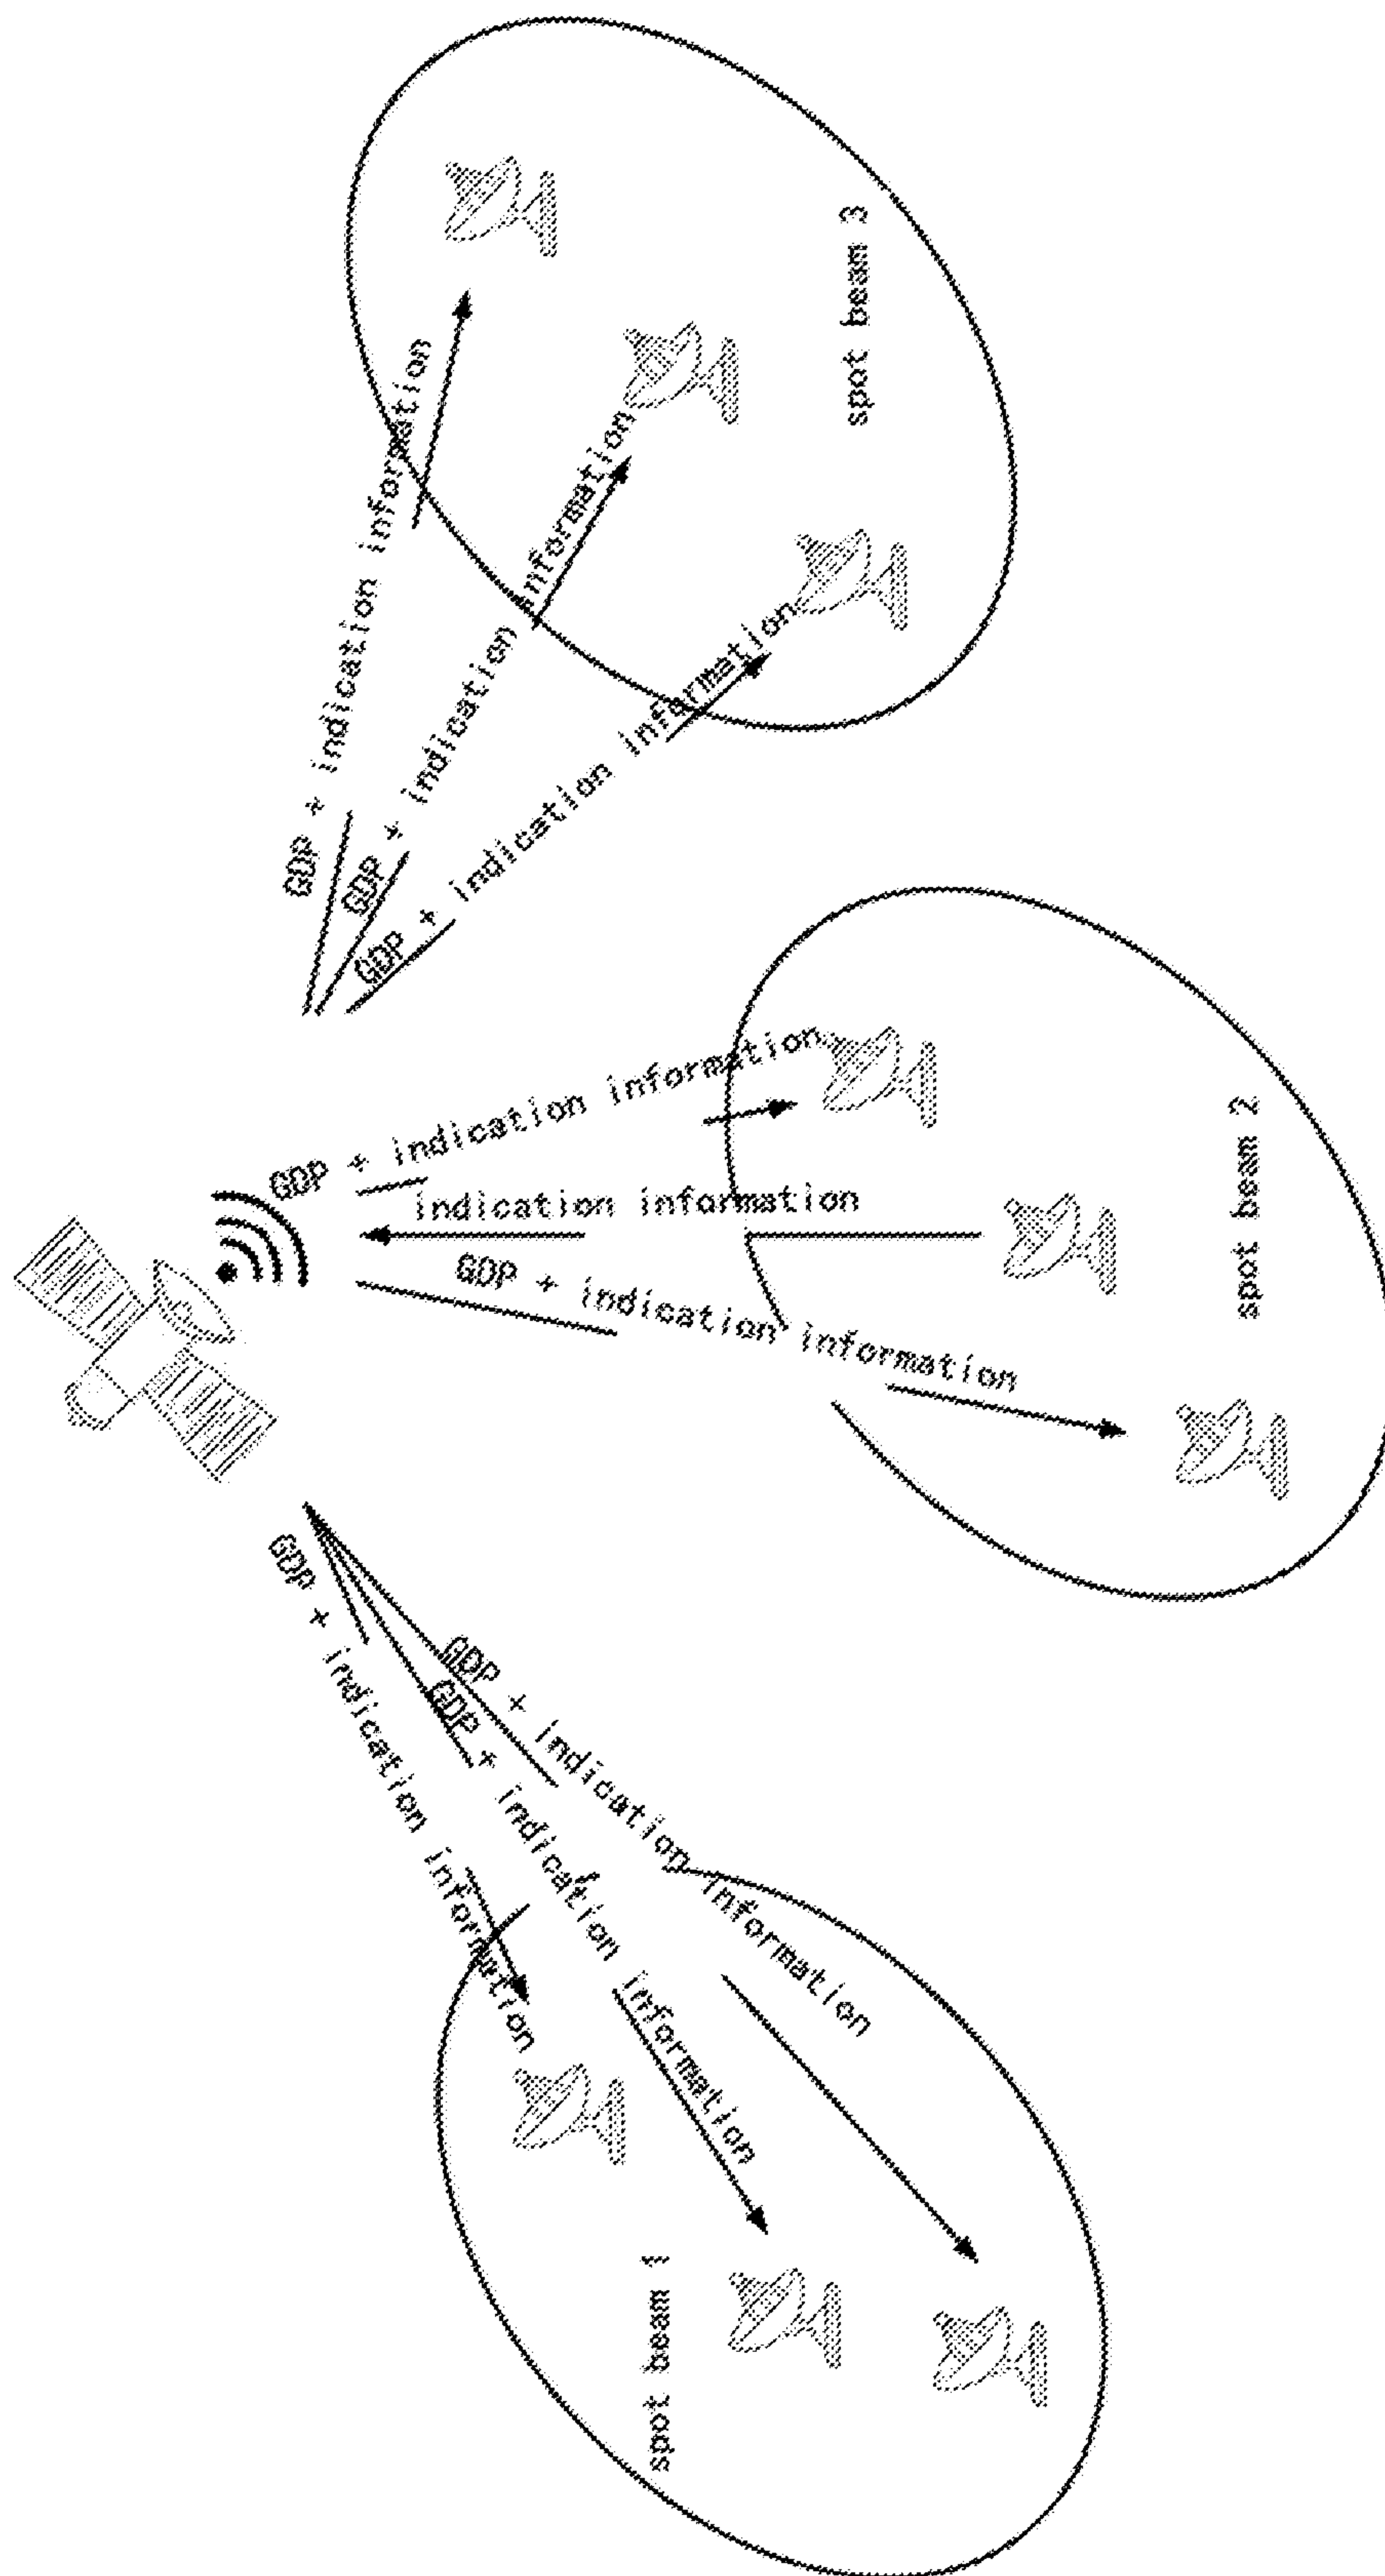 GDP + indication information
GDP + indication information
GDP + indication information
spot beam 1
GDP + indication information
indication information
GDP + indication information
spot beam 2
GDP + indication information
GDP + indication information
GDP + indication information
spot beam 3